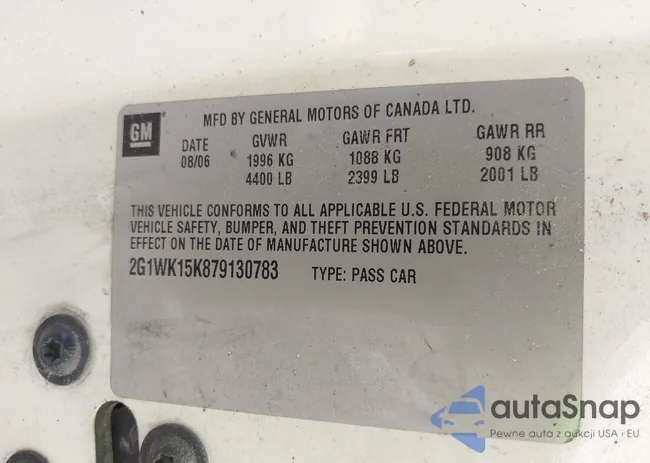 MFD BY GENERAL MOTORS OF CANADA LTD.
GM
DATE GVWR GAWR FRT GAWR RR
08/06 1996 KG 1088 KG 908 KG
4400 LB 2399 LB 2001 LB
THIS VEHICLE CONFORMS TO ALL APPLICABLE U.S. FEDERAL MOTOR
VEHICLE SAFETY, BUMPER, AND THEFT PREVENTION STANDARDS IN
EFFECT ON THE DATE OF MANUFACTURE SHOWN ABOVE.
2G1WK15K879130783 TYPE: PASS CAR
autoSnap
Pewne auta z aukcji USA i EU